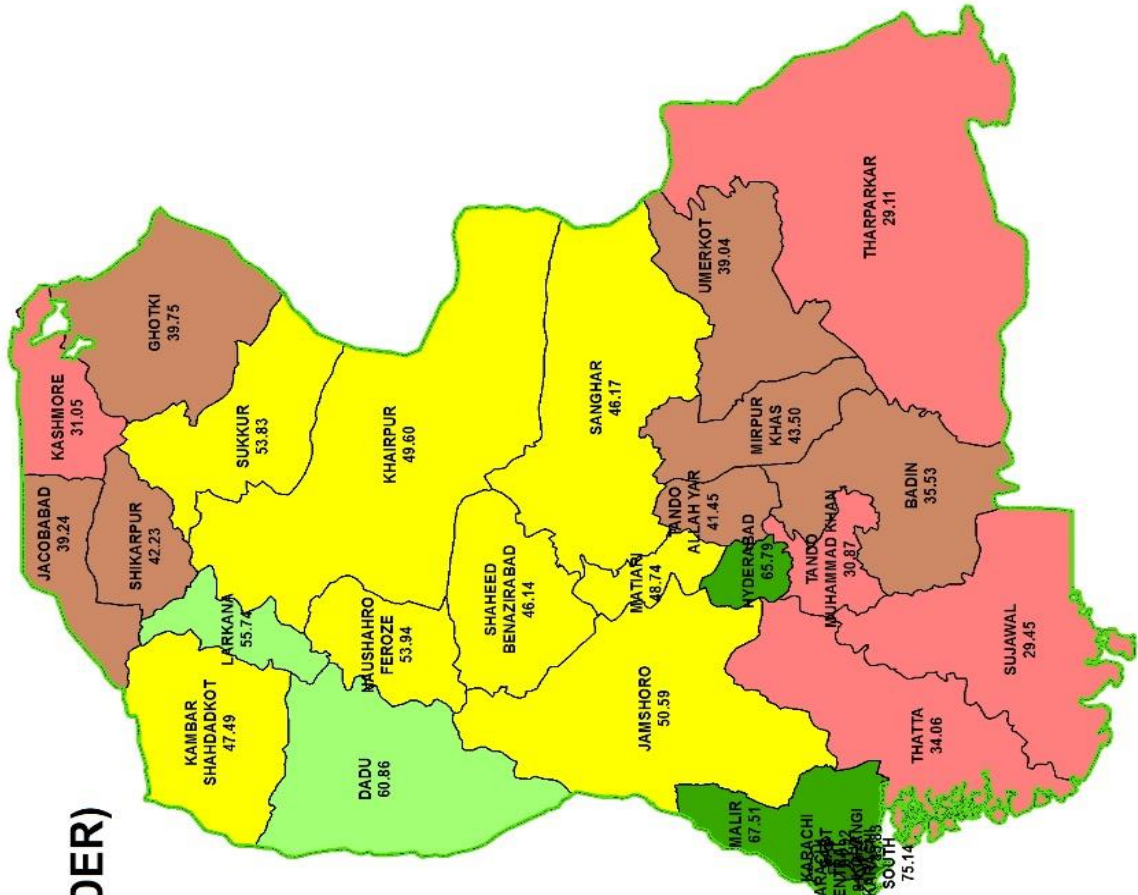 DER)
KASHMORE
31.05
JACOBABAD
39.24
GHOTKI
39.75
SHIKARPUR
42.23
SUKKUR
53.83
LARKANA
55.74
KAMBAR
SHAHDADKOT
47.49
KHAIRPUR
49.60
NAUSHAHRO
FEROZE
53.94
DADU
60.86
SHAHEED
BENAZIRABAD
46.14
SANGHAR
46.17
MATIARI
48.74
JAMSHORO
50.59
UMERKOT
39.04
TANDO
ALLAH YAR
41.45
MIRPUR
KHAS
43.50
HYDERABAD
65.79
THARPARKAR
29.11
TANDO
MUHAMMAD KHAN
30.87
BADIN
35.53
MALIR
67.51
THATTA
34.06
SUJAWAL
29.45
KARACHI
SOUTH
75.14